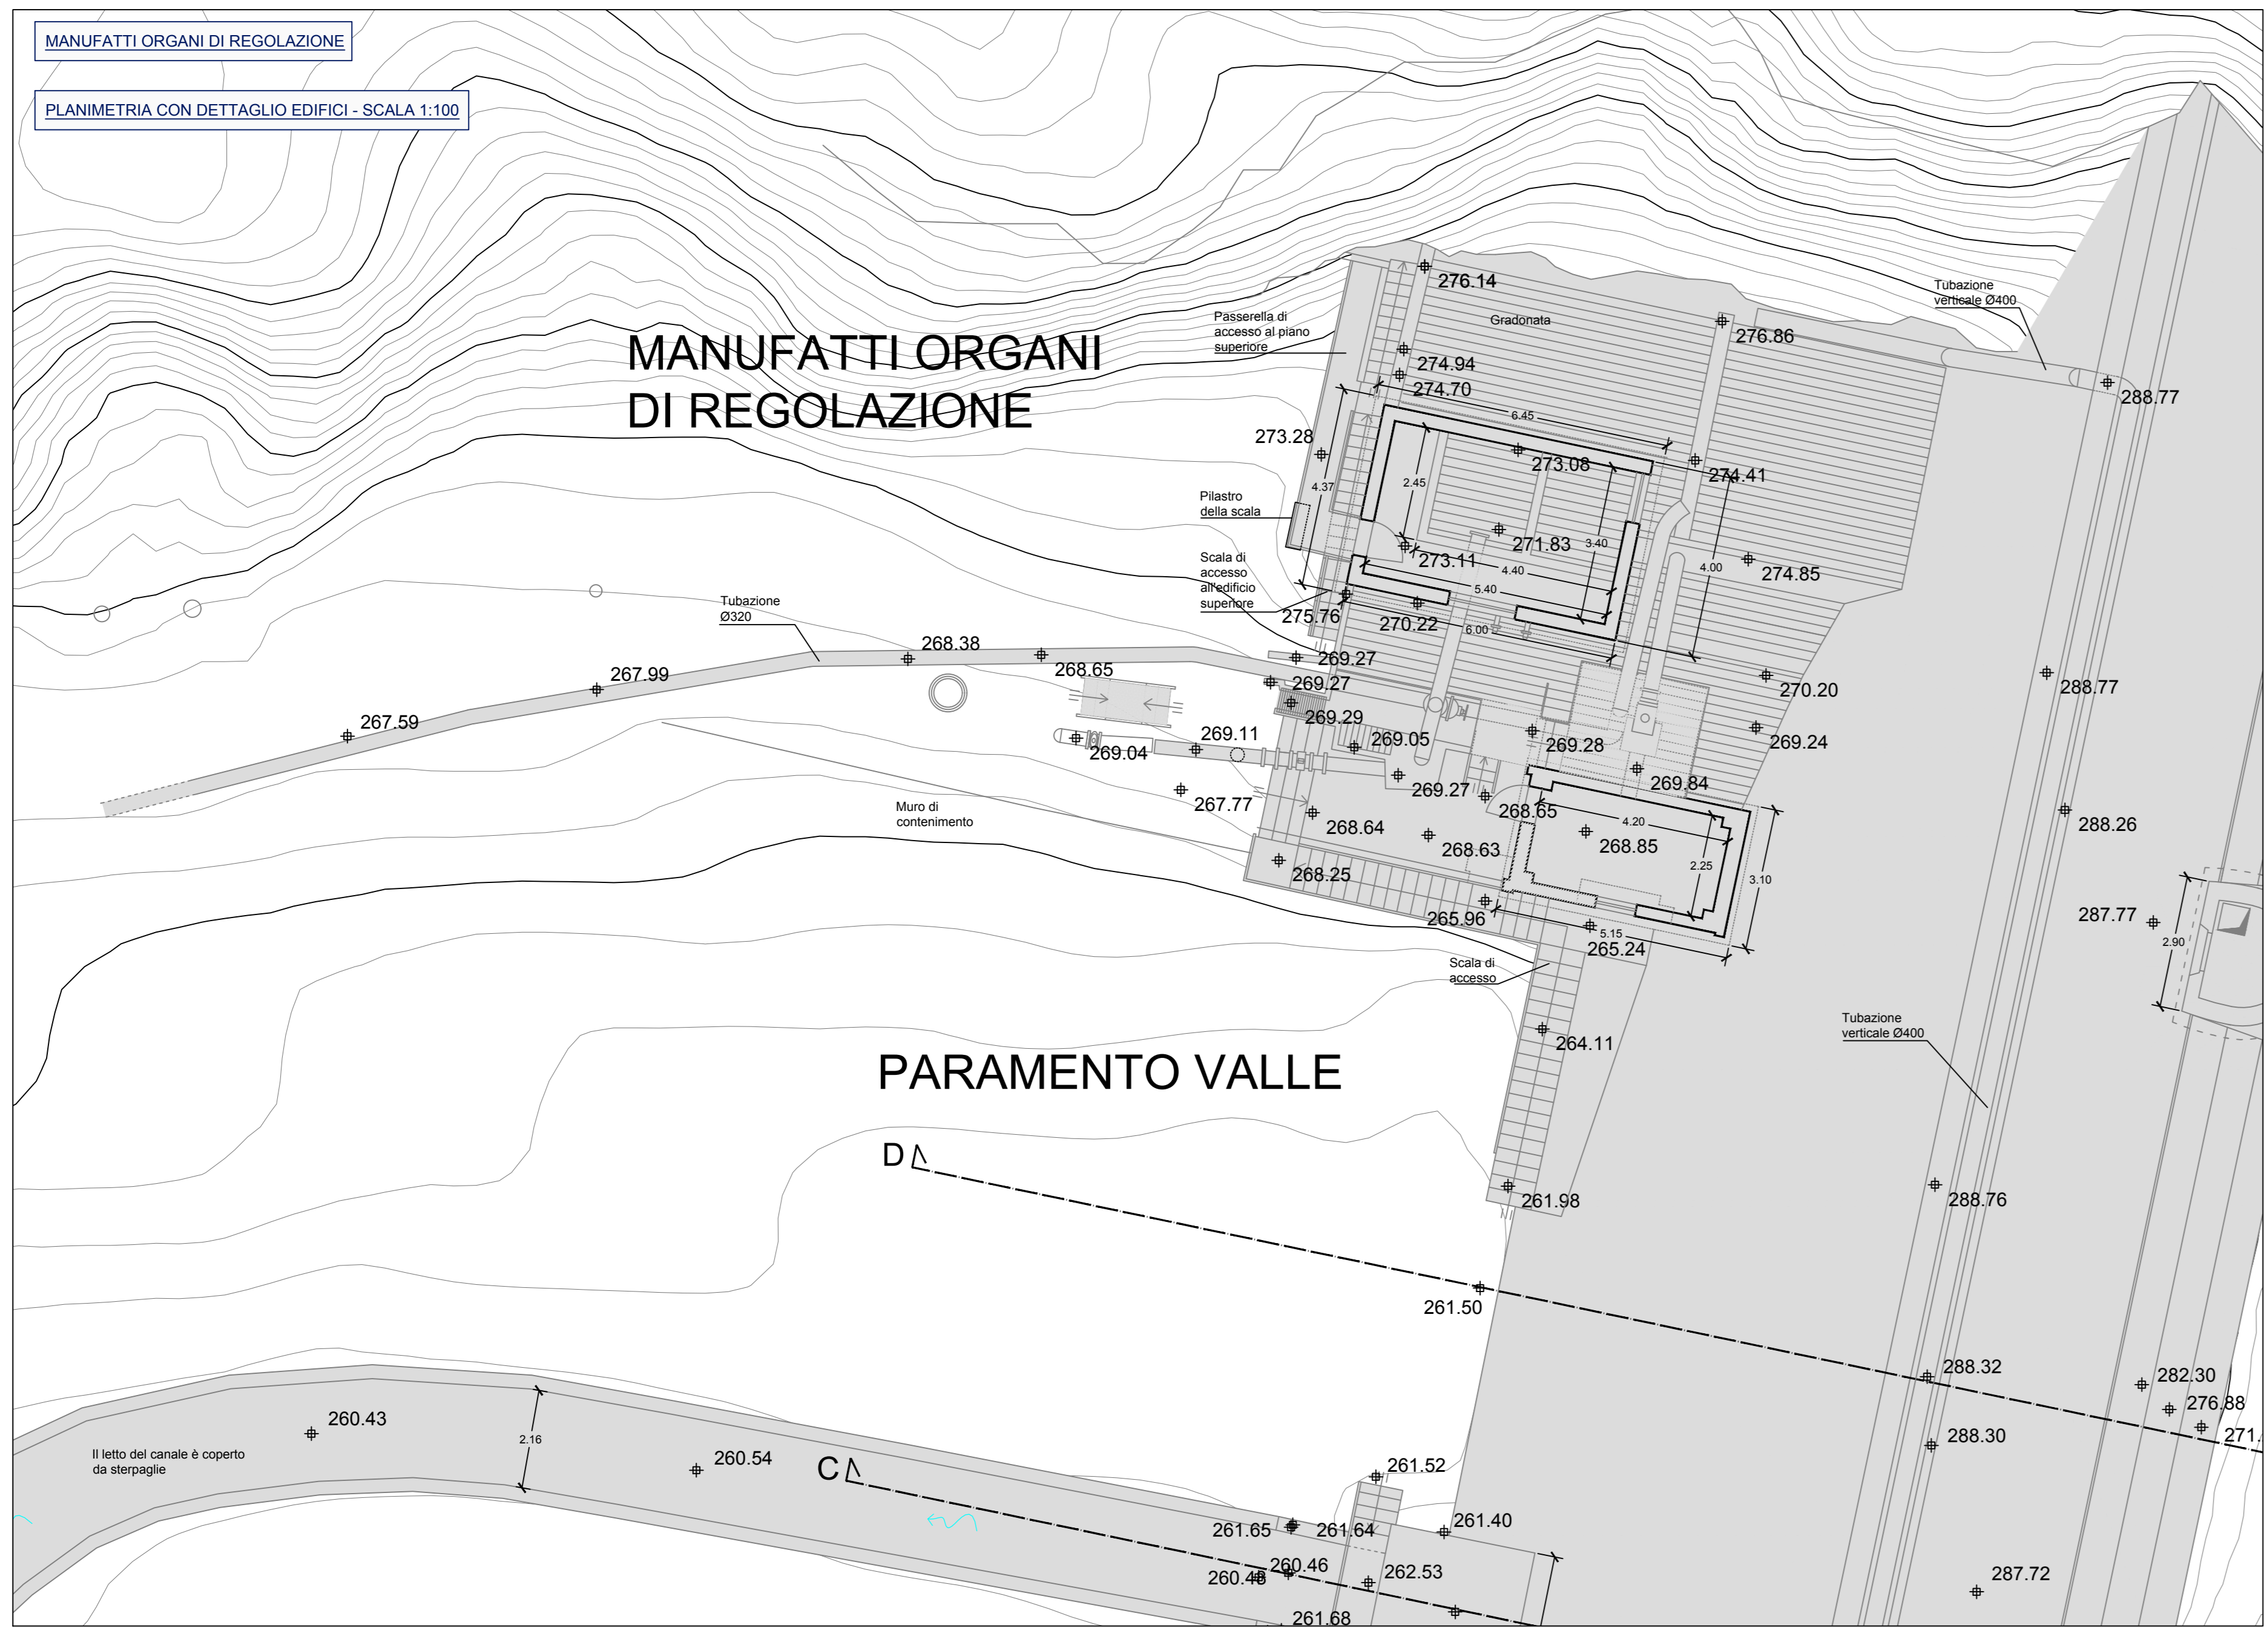 MANUFATTI ORGANI DI REGOLAZIONE
PLANIMETRIA CON DETTAGLIO EDIFICI - SCALA 1:100
MANUFATTI ORGANI
DI REGOLAZIONE
276.14
Gradonata
Tubazione
verticale Ø400
Passerella di
accesso al piano
superiore
276.86
274.94
274.70
288.77
6.45
273.28
273.08
274.41
2.45
4.37
Pilastro
della scala
271.83
3.40
273.11
4.40
4.00
274.85
5.40
Scala di
accesso
all'edificio
superiore
275.76
270.22
6.00
Tubazione
Ø320
268.38
268.65
269.27
267.99
269.27
270.20
288.77
269.29
267.59
269.11
269.04
269.05
269.28
269.24
269.84
269.27
268.65
267.77
Muro di
contenimento
268.64
268.63
4.20
268.85
2.25
3.10
288.26
268.25
265.96
5.15
265.24
287.77
2.90
Scala di
accesso
Tubazione
verticale Ø400
264.11
PARAMENTO VALLE
D
261.98
288.76
261.50
288.32
282.30
276.88
271.
288.30
260.43
2.16
Il letto del canale è coperto
da sterpaglie
260.54
C
261.52
261.65
261.64
261.40
260.46
262.53
287.72
261.68